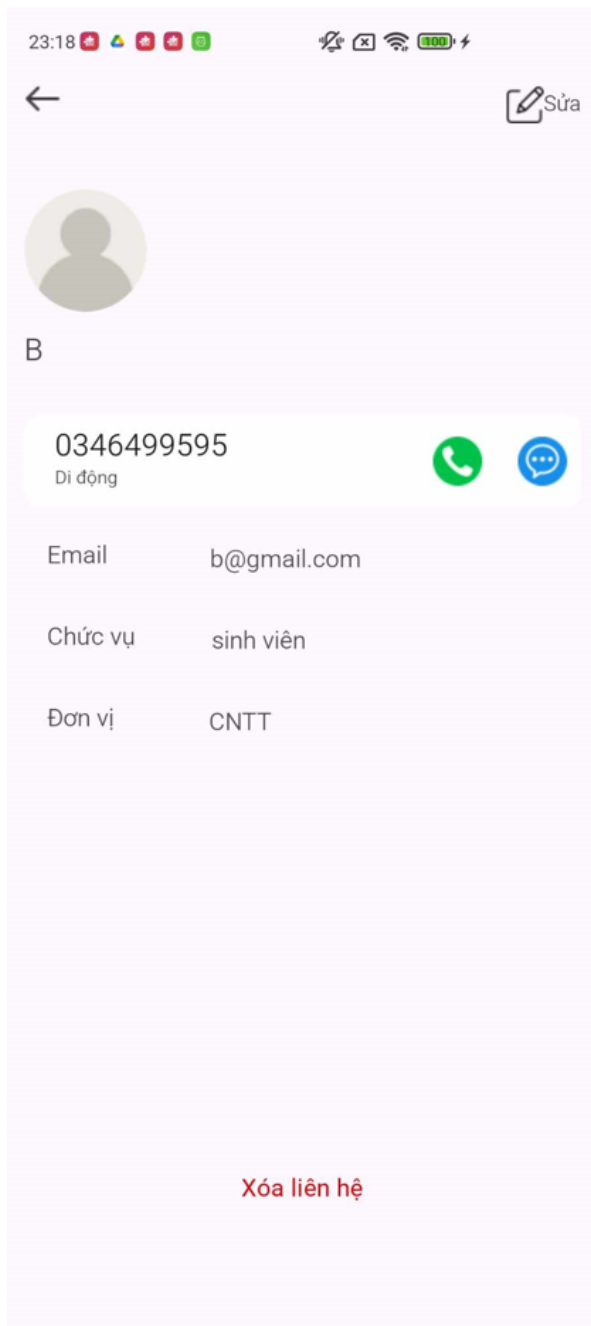 23:18
100
Sửa
B
0346499595
Di động
Email b@gmail.com
Chức vụ sinh viên
Đơn vị CNTT
Xóa liên hệ